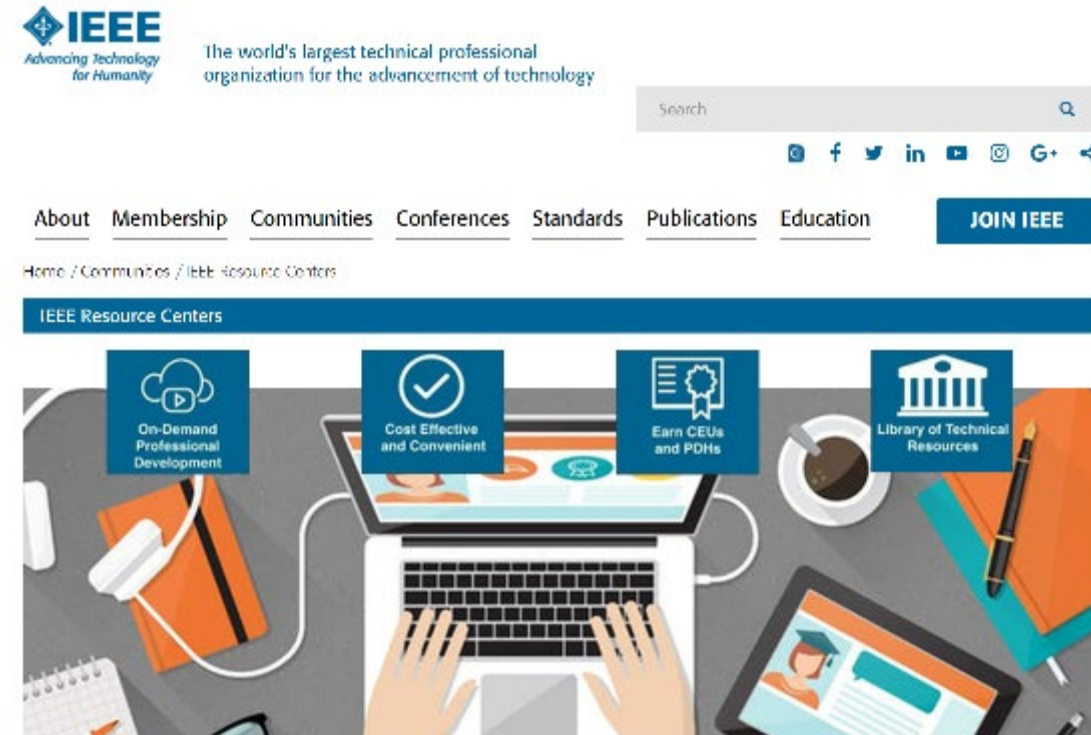 IEEE
Advancing Technology
for Humanity
The world's largest technical professional
organization for the advancement of technology
Search
f in G+
About Membership Communities Conferences Standards Publications Education JOIN IEEE
Home / Communities / IEEE Resource Centers
IEEE Resource Centers
On-Demand
Professional
Development
Cost Effective
and Convenient
Earn CEUs
and PDHs
Library of Technical
Resources